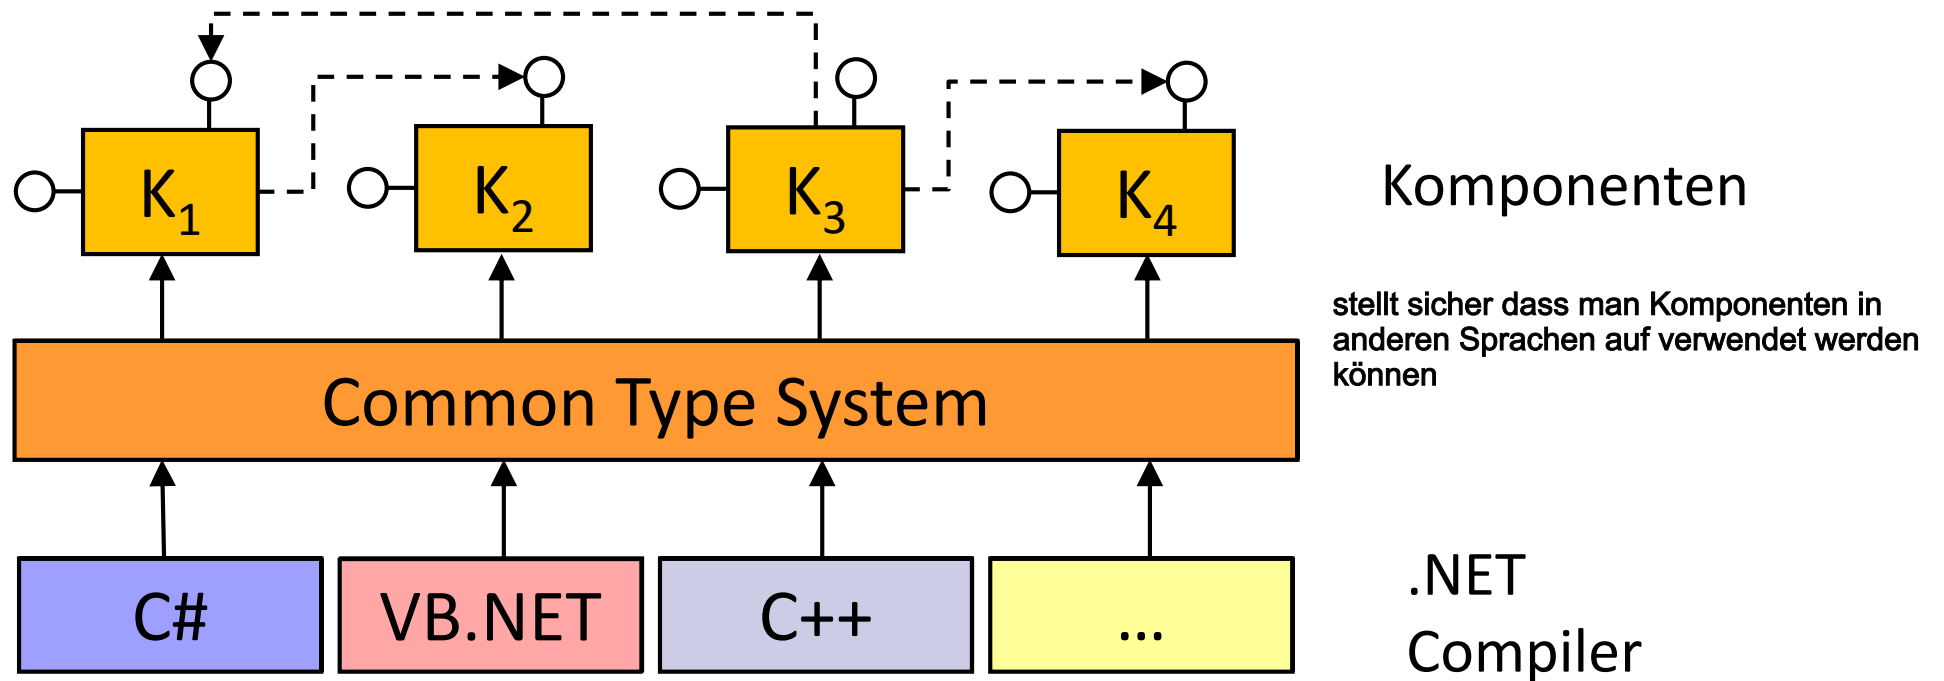 K₁ K₂ K₃ K₄
Komponenten
stellt sicher dass man Komponenten in
anderen Sprachen auf verwendet werden
können
Common Type System
C# VB.NET C++ ...
.NET
Compiler